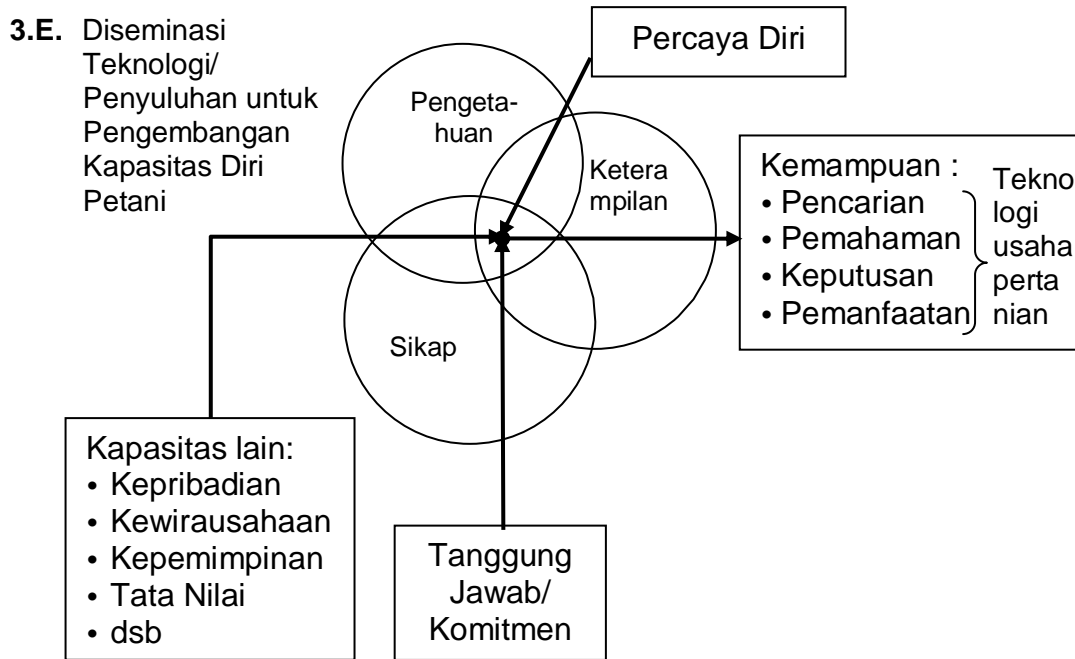 3.E. Diseminasi
Teknologi/
Penyuluhan untuk
Pengembangan
Kapasitas Diri
Petani
Percaya Diri
Pengeta-
huan
Ketera
mpilan
Sikap
Kemampuan :
• Pencarian
• Pemahaman
• Keputusan
• Pemanfaatan
Tekno
logi
usaha
perta
nian
Kapasitas lain:
• Kepribadian
• Kewirausahaan
• Kepemimpinan
• Tata Nilai
• dsb
Tanggung
Jawab/
Komitmen